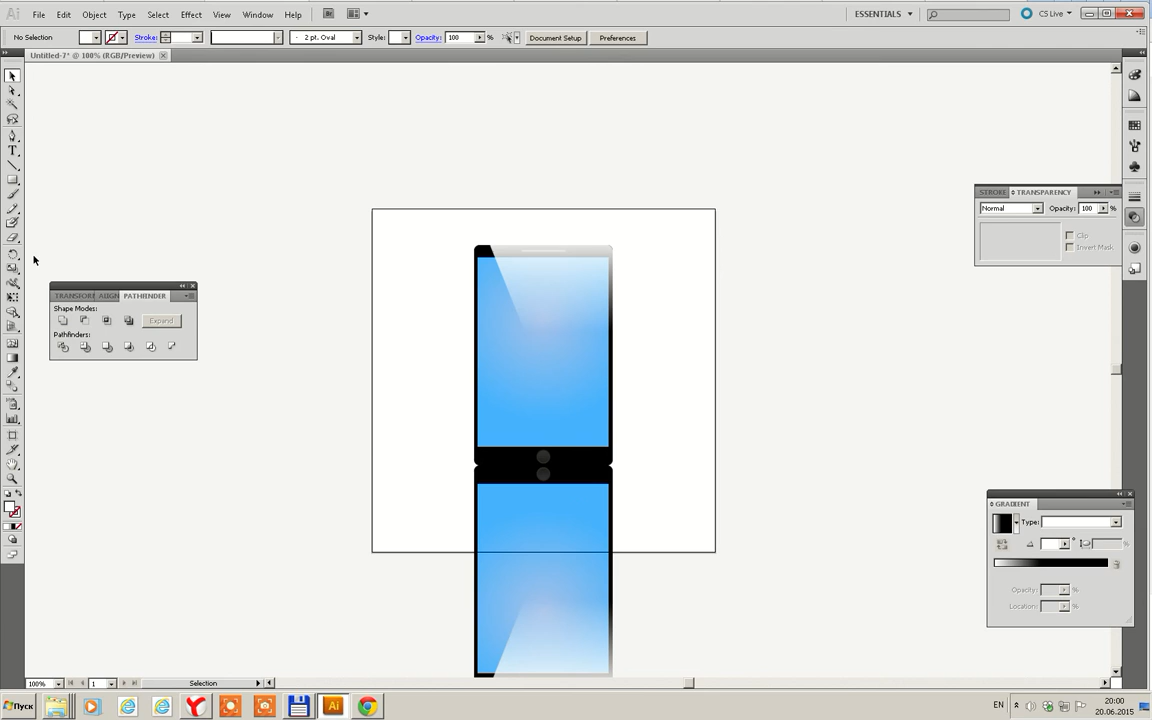 Ai File Edit Object Type Select Effect View Window Help ESSENTIALS CS Live
No Selection Stroke: 2 pt. Oval Style: Opacity: 100 % Document Setup Preferences
Untitled-7* @ 100% (RGB/Preview)
STROKE TRANSPARENCY
Normal Opacity: 100 %
Clip
Invert Mask
TRANSFORM ALIGN PATHFINDER
Shape Modes:
Expand
Pathfinders:
GRADIENT
Type:
°
%
Opacity: %
Location: %
100% 1 Selection
Пуск Ai EN 20:00
20.06.2015